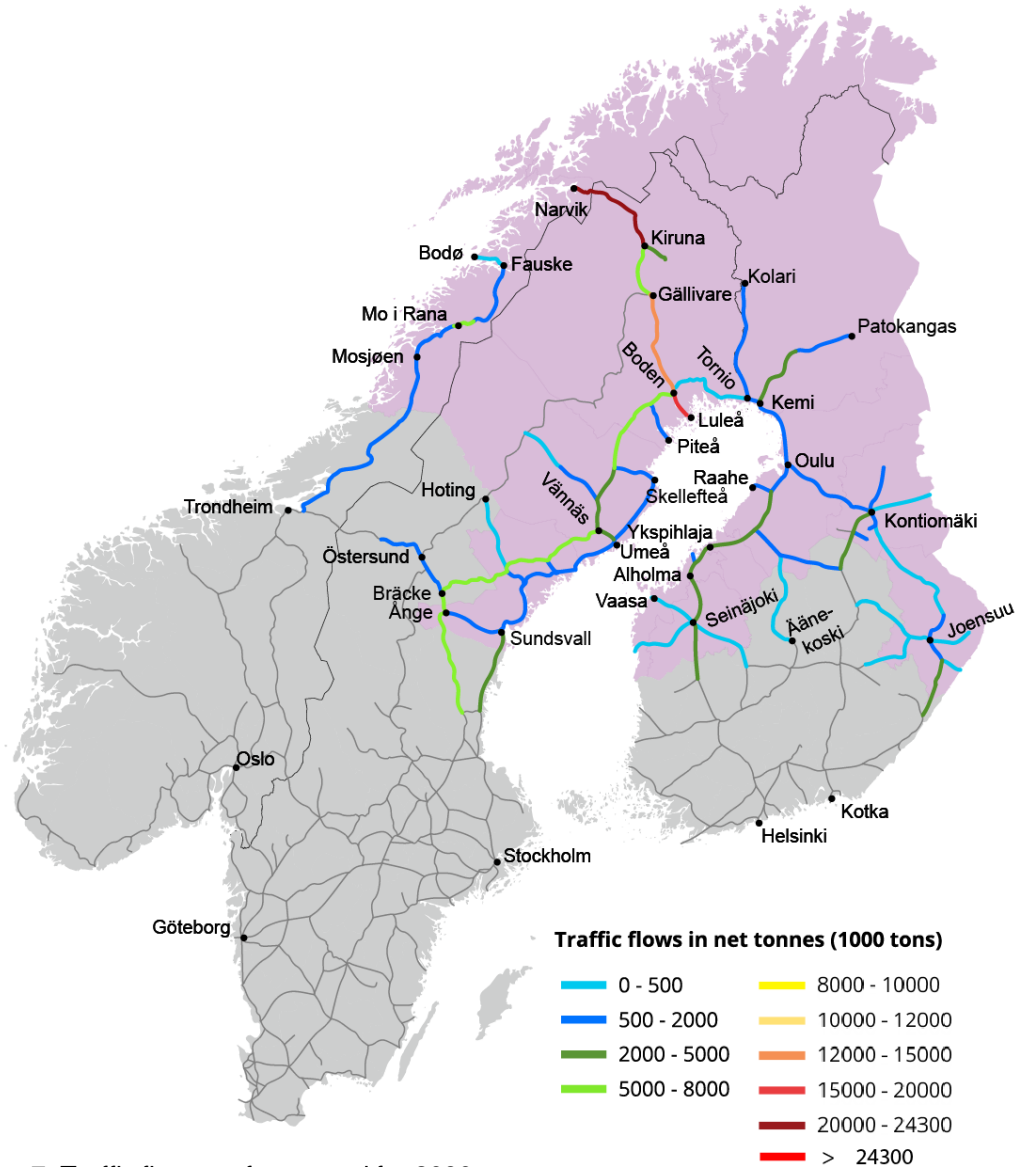 Narvik
Kiruna
Bodø
Fauske
Kolari
Gällivare
Mo i Rana
Patokangas
Mosjøen
Boden
Tornio
Kemi
Luleå
Piteå
Oulu
Raahe
Hoting
Vännäs
Skellefteå
Trondheim
Kontiomäki
Ykspihlaja
Umeå
Östersund
Alholma
Bräcke
Vaasa
Ånge
Seinäjoki
Ääne-
koski
Joensuu
Sundsvall
Oslo
Kotka
Helsinki
Stockholm
Göteborg
Traffic flows in net tonnes (1000 tons)
0 - 500
500 - 2000
2000 - 5000
5000 - 8000
8000 - 10000
10000 - 12000
12000 - 15000
15000 - 20000
20000 - 24300
> 24300